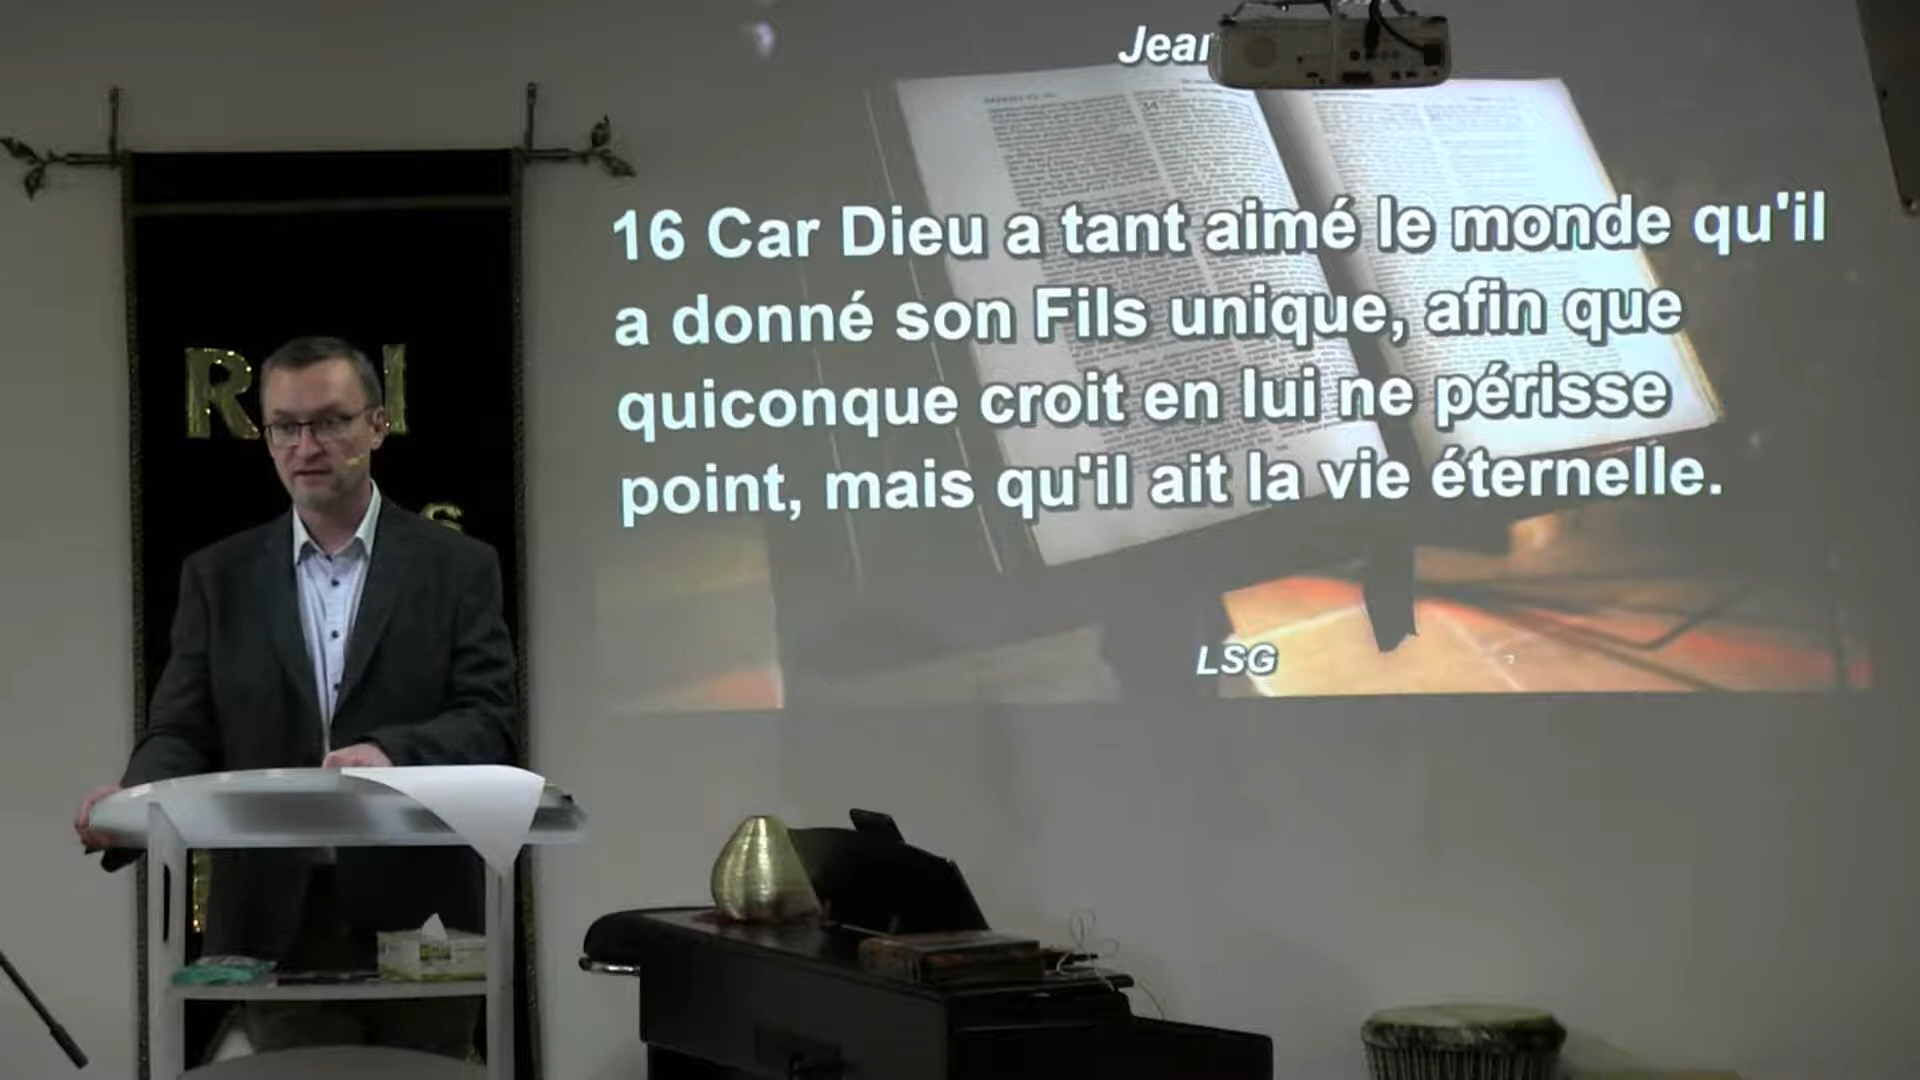 Jean
16 Car Dieu a tant aimé le monde qu'il
a donné son Fils unique, afin que
quiconque croit en lui ne périsse
point, mais qu'il ait la vie éternelle.
LSG